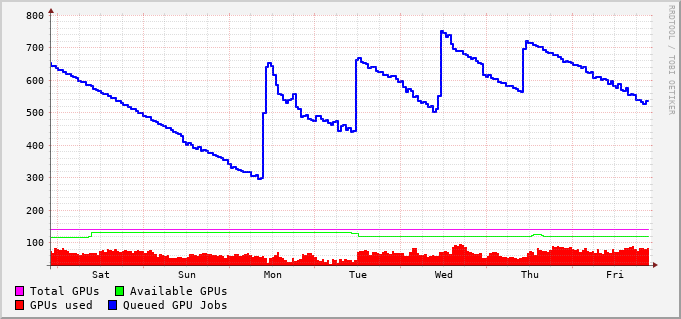 800
700
600
500
400
300
200
100
Sat Sun Mon Tue Wed Thu Fri
Total GPUs Available GPUs
GPUs used Queued GPU Jobs
RRDTOOL / TOBI OETIKER